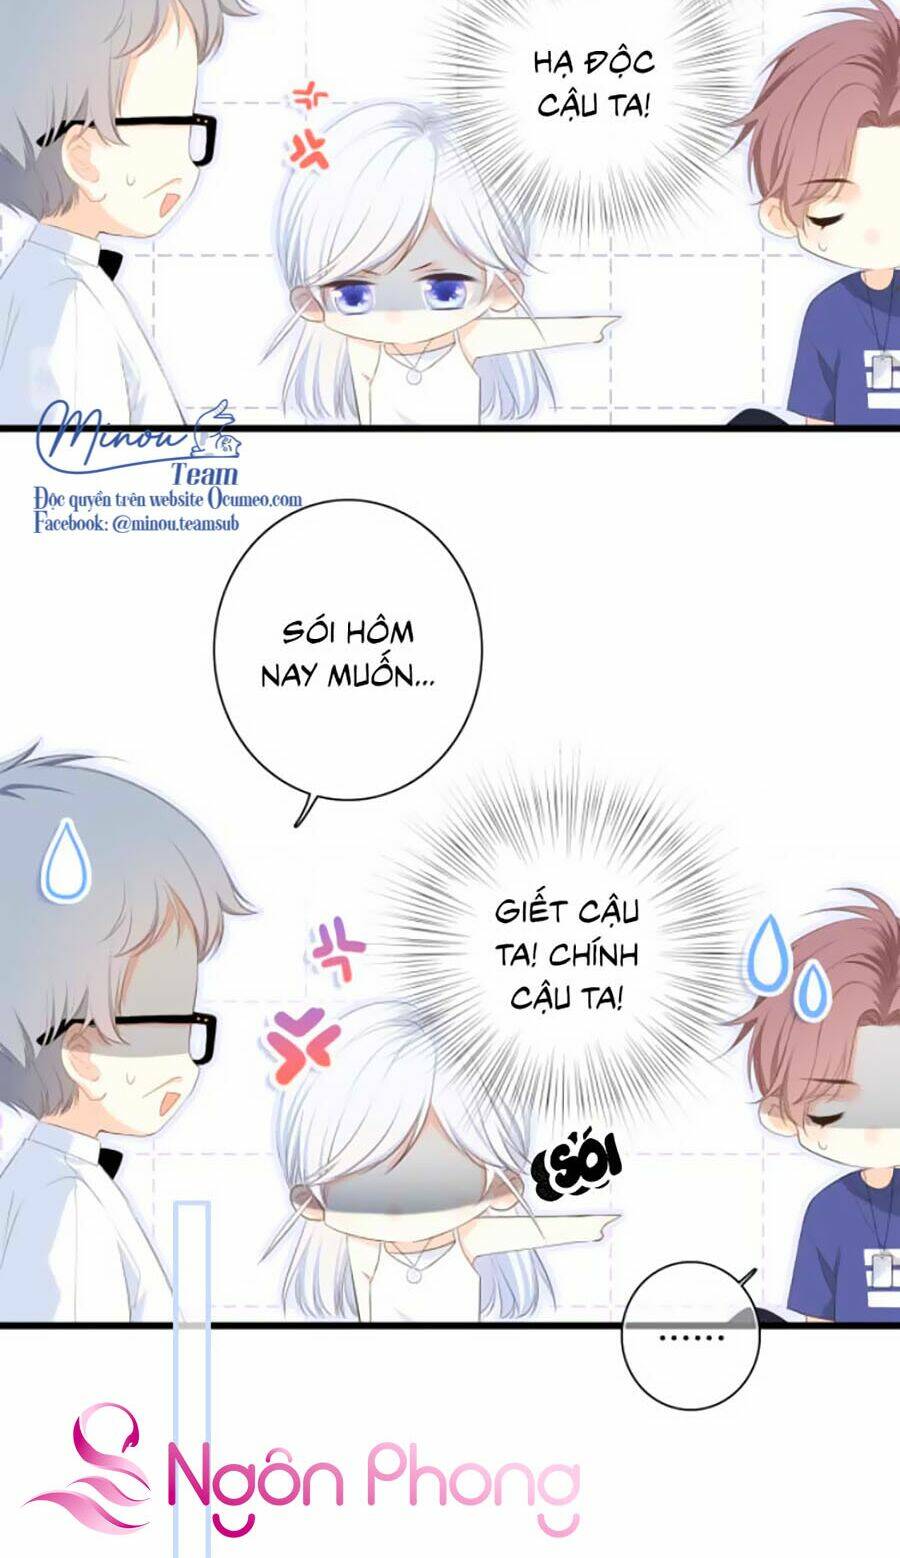 HẠ ĐỘC
CẬU TA!
Minou
Team
Độc quyền trên website Ocumeo.com
Facebook: @minou.teamsub
SÓI HÔM
NAY MUỐN...
GIẾT CẬU
TA! CHÍNH
CẬU TA!
SÓI
......
Ngôn Phong